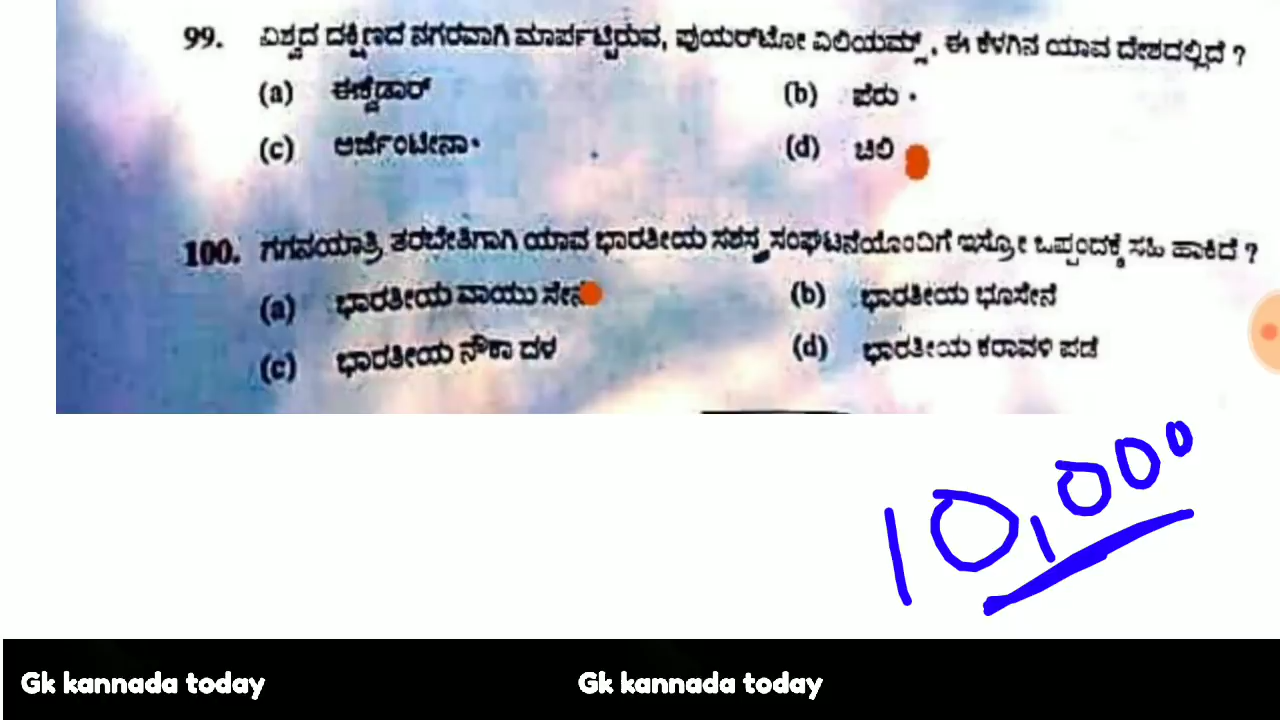 99. ವಿಶ್ವದ ದಕ್ಷಿಣದ ನಗರವಾಗಿ ಮಾರ್ಪಟ್ಟಿರುವ, ಪುಯರ್‌ಟೋ ವಿಲಿಯಮ್ಸ್, ಈ ಕೆಳಗಿನ ಯಾವ ದೇಶದಲ್ಲಿದೆ ?
(a) ಈಕ್ವೆಡಾರ್ (b) ಪೆರು
(c) ಅರ್ಜೆಂಟೀನಾ (d) ಚಿಲಿ
100. ಗಗನಯಾತ್ರಿ ತರಬೇತಿಗಾಗಿ ಯಾವ ಭಾರತೀಯ ಸಶಸ್ತ್ರ ಸಂಘಟನೆಯೊಂದಿಗೆ ಇಸ್ರೋ ಒಪ್ಪಂದಕ್ಕೆ ಸಹಿ ಹಾಕಿದೆ ?
(a) ಭಾರತೀಯ ವಾಯು ಸೇನೆ (b) ಭಾರತೀಯ ಭೂಸೇನೆ
(c) ಭಾರತೀಯ ನೌಕಾ ದಳ (d) ಭಾರತೀಯ ಕರಾವಳಿ ಪಡೆ
10,000
Gk kannada today Gk kannada today